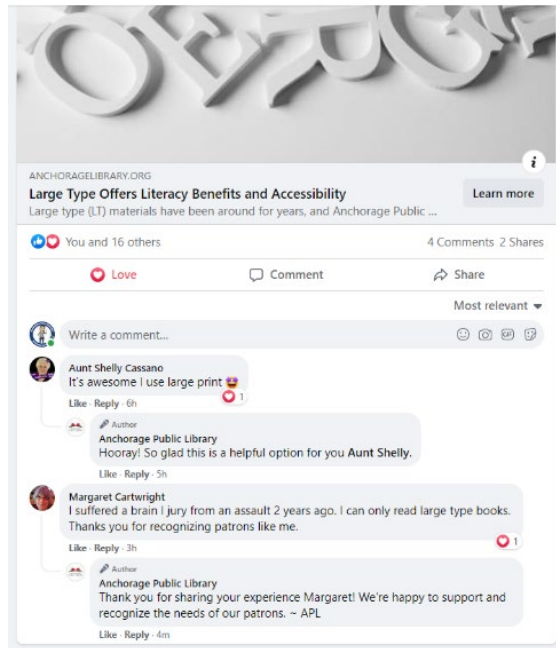 OERG
ANCHORAGELIBRARY.ORG
Large Type Offers Literacy Benefits and Accessibility
Large type (LT) materials have been around for years, and Anchorage Public ...
Learn more
You and 16 others
4 Comments 2 Shares
Love
Comment
Share
Most relevant
Write a comment...
GIF
Aunt Shelly Cassano
It's awesome I use large print 🤩
1
Like · Reply · 6h
Author
Anchorage Public Library
Hooray! So glad this is a helpful option for you Aunt Shelly.
Like · Reply · 5h
Margaret Cartwright
I suffered a brain I jury from an assault 2 years ago. I can only read large type books.
Thanks you for recognizing patrons like me.
1
Like · Reply · 3h
Author
Anchorage Public Library
Thank you for sharing your experience Margaret! We're happy to support and
recognize the needs of our patrons. ~ APL
Like · Reply · 4m